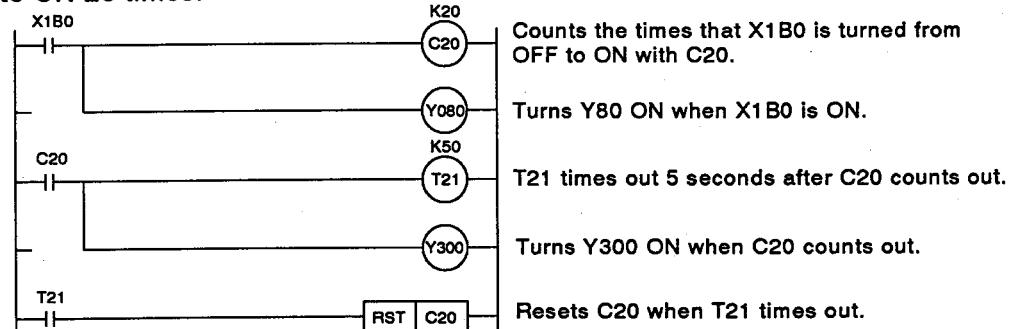 X1B0
K20
C20
Counts the times that X1B0 is turned from
OFF to ON with C20.
Y080
Turns Y80 ON when X1B0 is ON.
C20
K50
T21
T21 times out 5 seconds after C20 counts out.
Y300
Turns Y300 ON when C20 counts out.
T21
RST C20
Resets C20 when T21 times out.